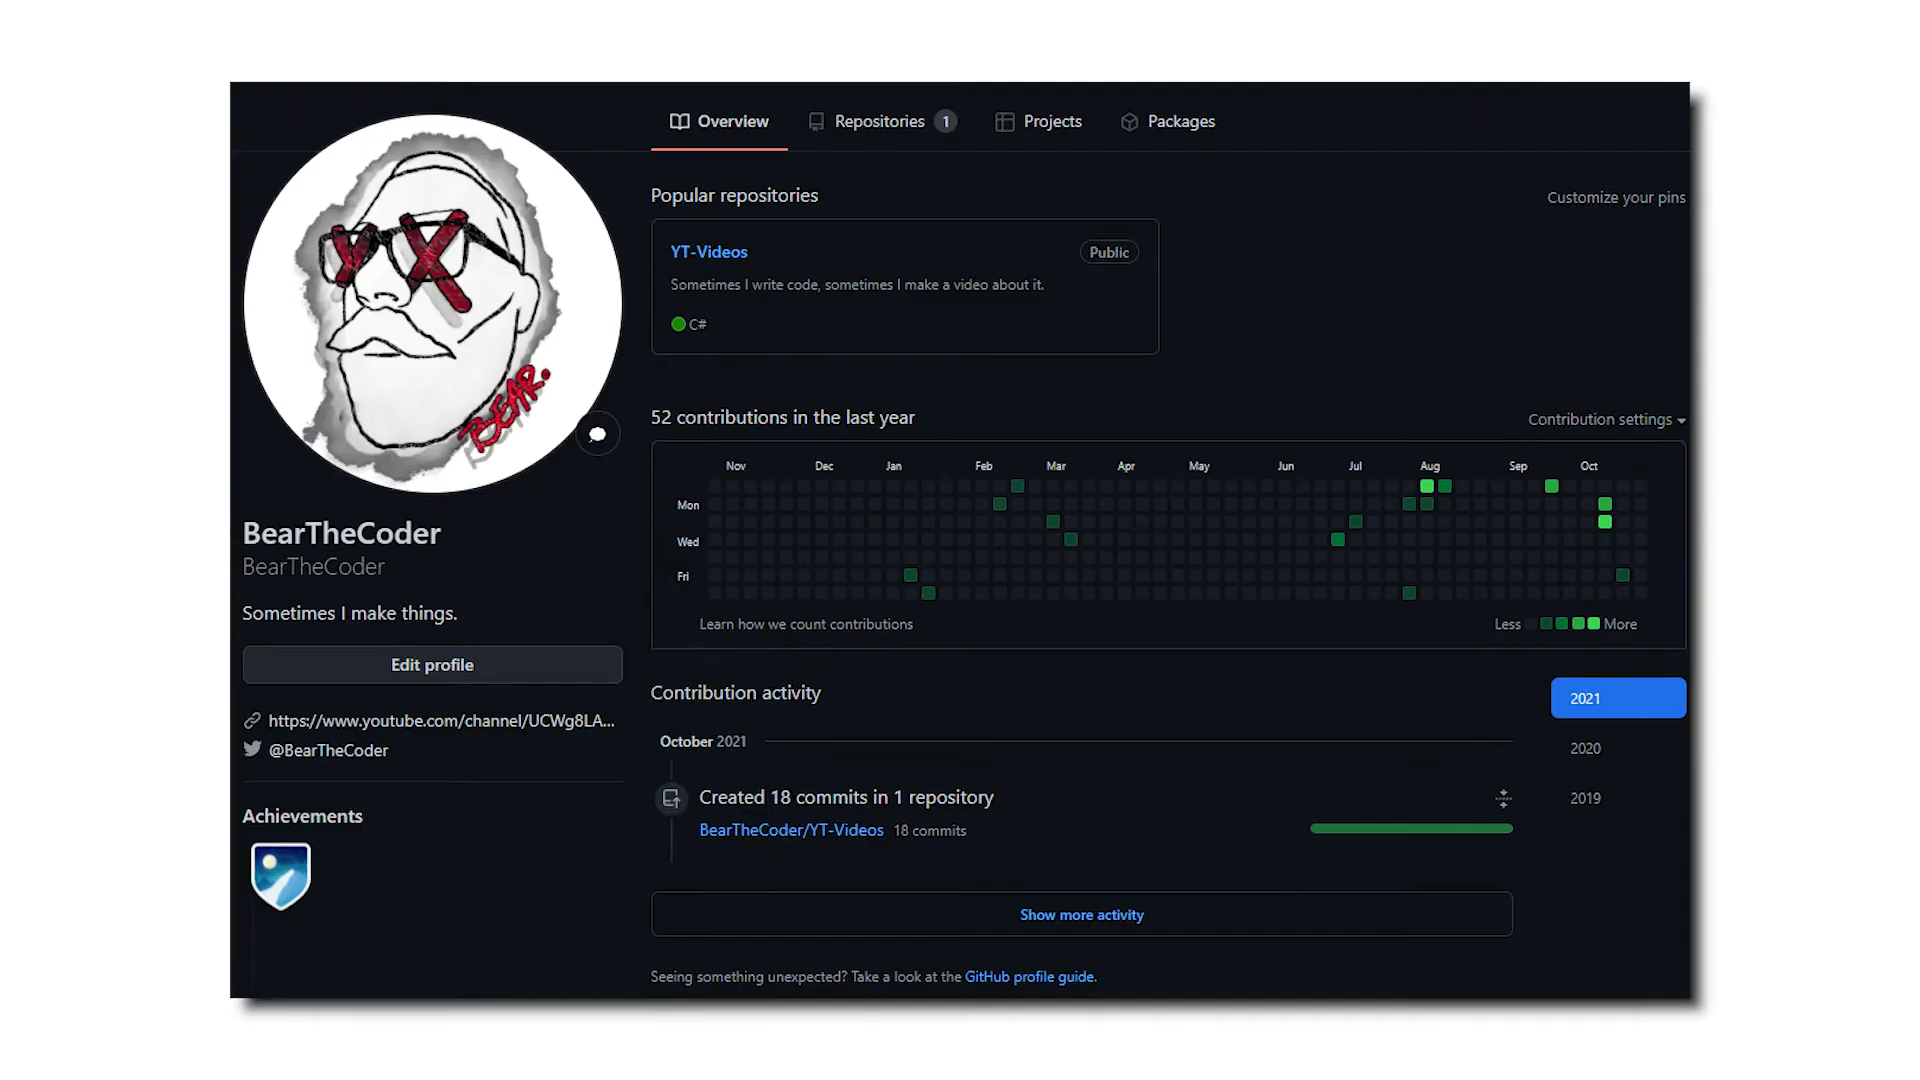 Overview Repositories 1 Projects Packages
BEAR.
BearTheCoder
BearTheCoder
Sometimes I make things.
Edit profile
https://www.youtube.com/channel/UCWg8LA...
@BearTheCoder
Achievements
Popular repositories
Customize your pins
YT-Videos
Public
Sometimes I write code, sometimes I make a video about it.
C#
52 contributions in the last year
Contribution settings
Nov Dec Jan Feb Mar Apr May Jun Jul Aug Sep Oct
Mon
Wed
Fri
Learn how we count contributions
Less More
Contribution activity
2021
2020
2019
October 2021
Created 18 commits in 1 repository
BearTheCoder/YT-Videos 18 commits
Show more activity
Seeing something unexpected? Take a look at the GitHub profile guide.